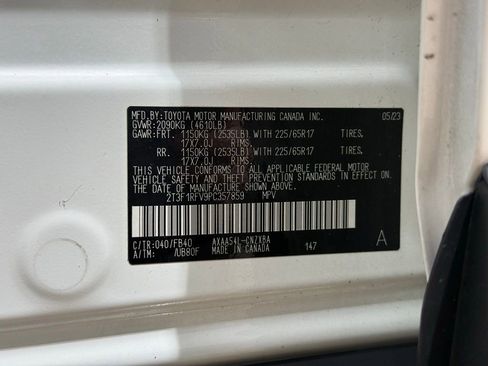 MFD.BY:TOYOTA MOTOR MANUFACTURING CANADA INC. 05/23
GVWR: 2090KG (4610LB)
GAWR:FRT. 1150KG (2535LB) WITH 225/65R17 TIRES,
17X7.0J RIMS.
RR. 1150KG (2535LB) WITH 225/65R17 TIRES,
17X7.0J RIMS.
THIS VEHICLE CONFORMS TO ALL APPLICABLE FEDERAL MOTOR
VEHICLE SAFETY AND THEFT PREVENTION STANDARDS IN EFFECT
ON THE DATE OF MANUFACTURE SHOWN ABOVE.
2T3F1RFV9PC357859 MPV
C/TR:040/FB40 AXAA54L-CNZXBA A
A/TM: /UB80F MADE IN CANADA 147